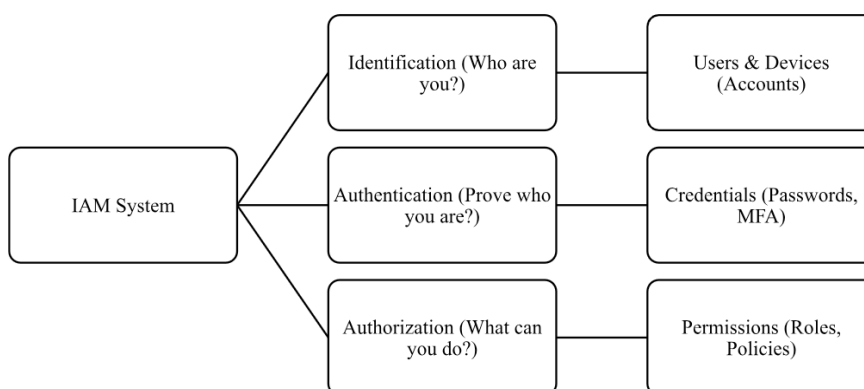 Identification (Who are
you?)
Users & Devices
(Accounts)
IAM System
Authentication (Prove who
you are?)
Credentials (Passwords,
MFA)
Authorization (What can
you do?)
Permissions (Roles,
Policies)